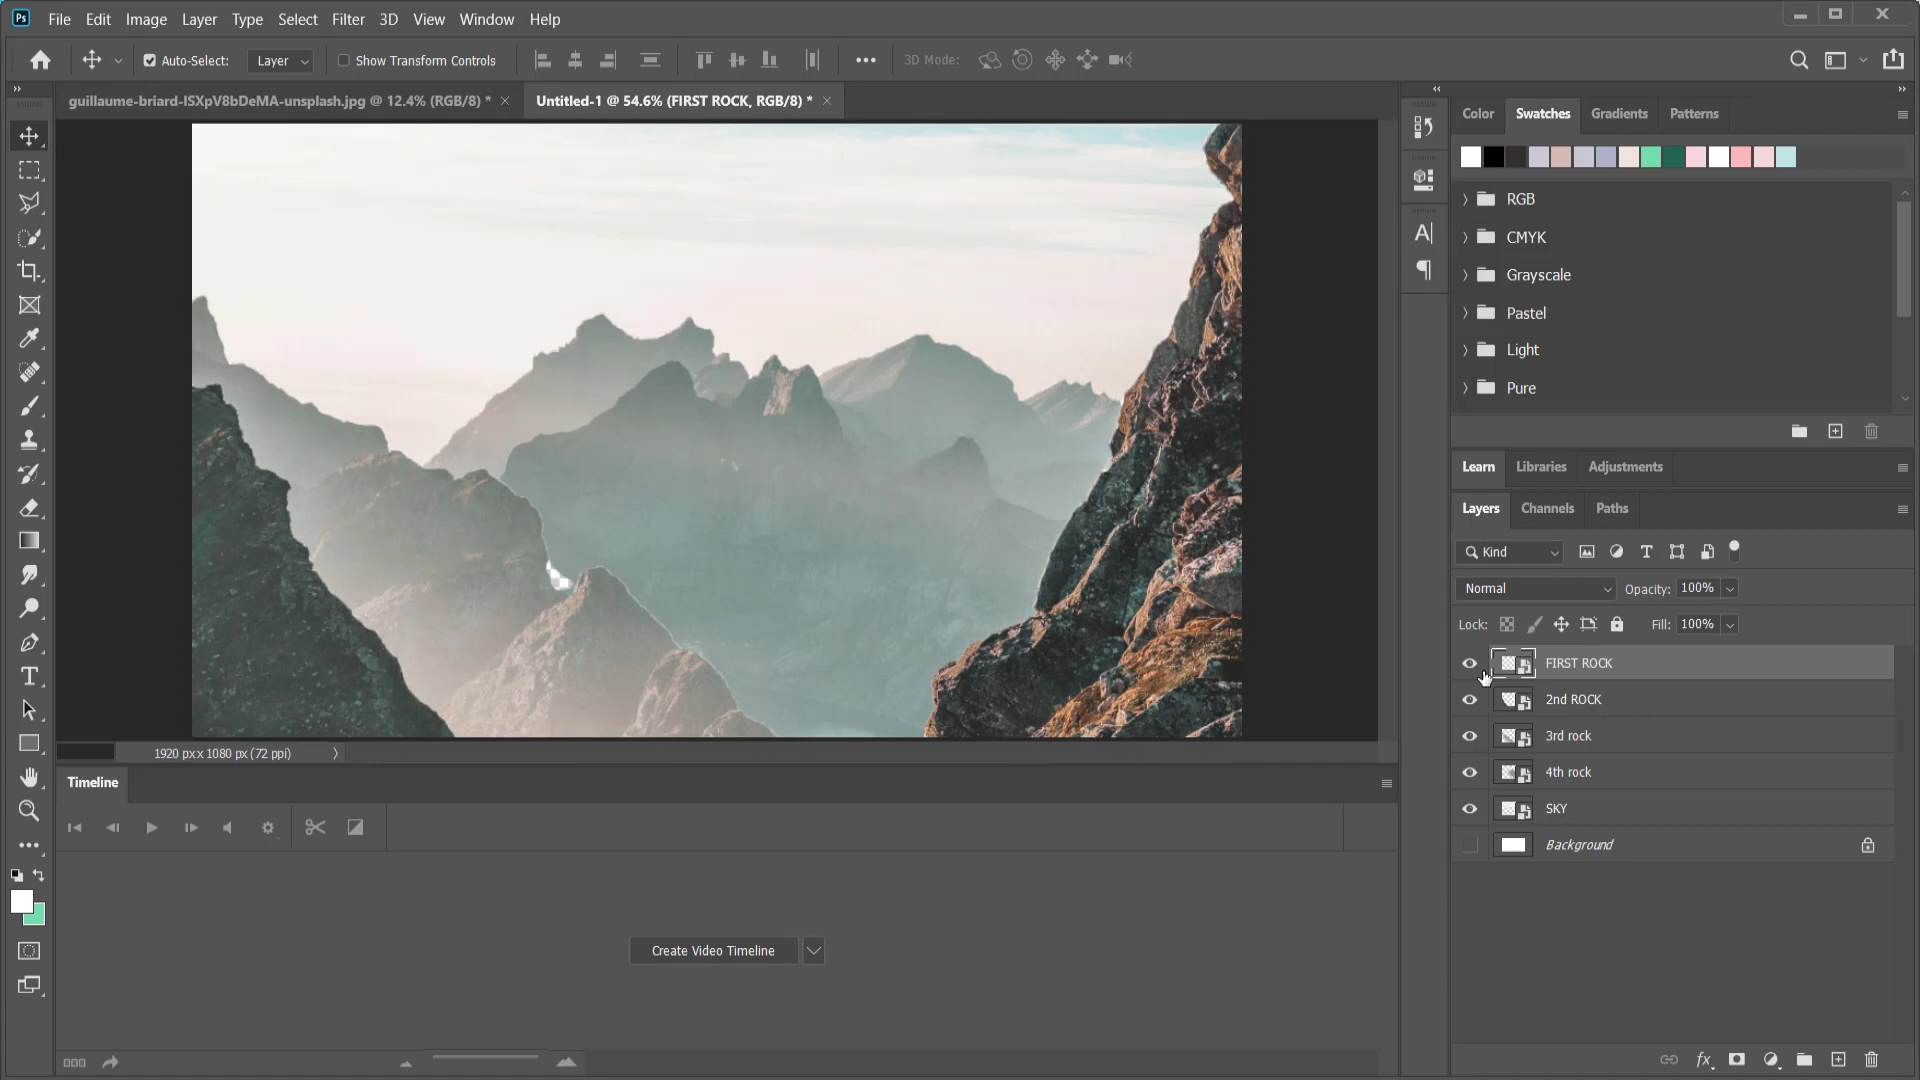 Ps File Edit Image Layer Type Select Filter 3D View Window Help
Auto-Select: Layer Show Transform Controls 3D Mode:
guillaume-briard-ISXpV8bDeMA-unsplash.jpg @ 12.4% (RGB/8) *
Untitled-1 @ 54.6% (FIRST ROCK, RGB/8) *
Color Swatches Gradients Patterns
RGB
CMYK
Grayscale
Pastel
Light
Pure
Learn Libraries Adjustments
Layers Channels Paths
Kind
Normal Opacity: 100%
Lock: Fill: 100%
FIRST ROCK
2nd ROCK
3rd rock
4th rock
SKY
Background
fx
1920 px x 1080 px (72 ppi)
Timeline
Create Video Timeline